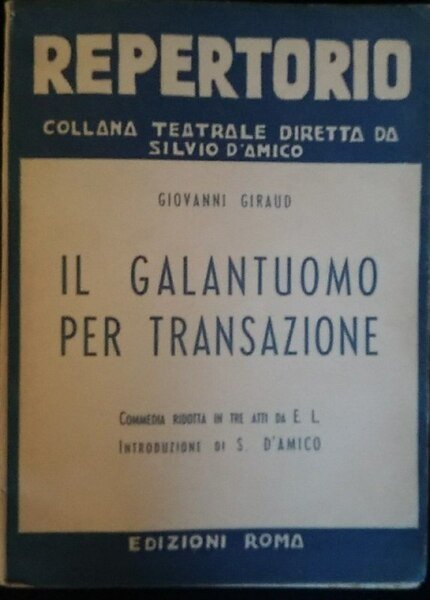 REPERTORIO
COLLANA TEATRALE DIRETTA DA
SILVIO D'AMICO
GIOVANNI GIRAUD
IL GALANTUOMO
PER TRANSAZIONE
COMMEDIA RIDOTTA IN TRE ATTI DA E. L.
INTRODUZIONE DI S. D'AMICO
EDIZIONI ROMA